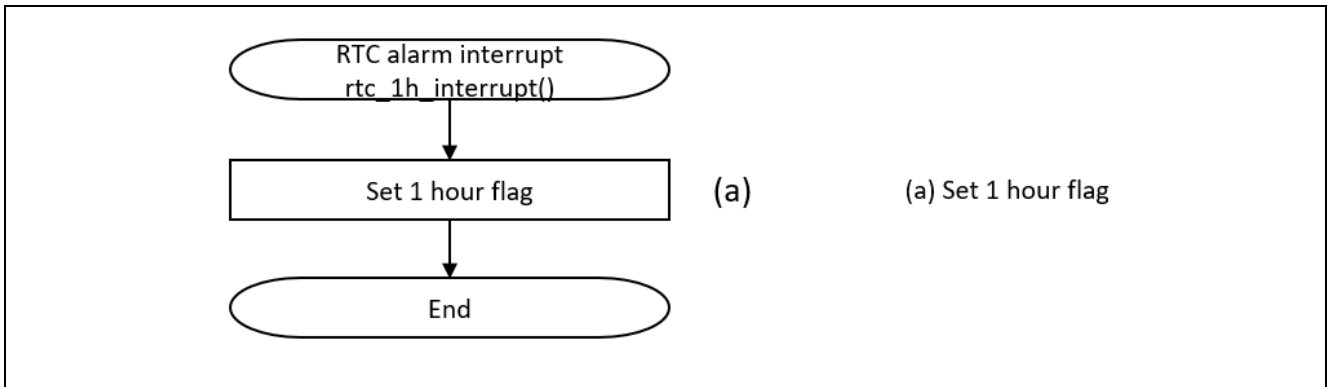 RTC alarm interrupt
rtc_1h_interrupt()
Set 1 hour flag
(a)
(a) Set 1 hour flag
End